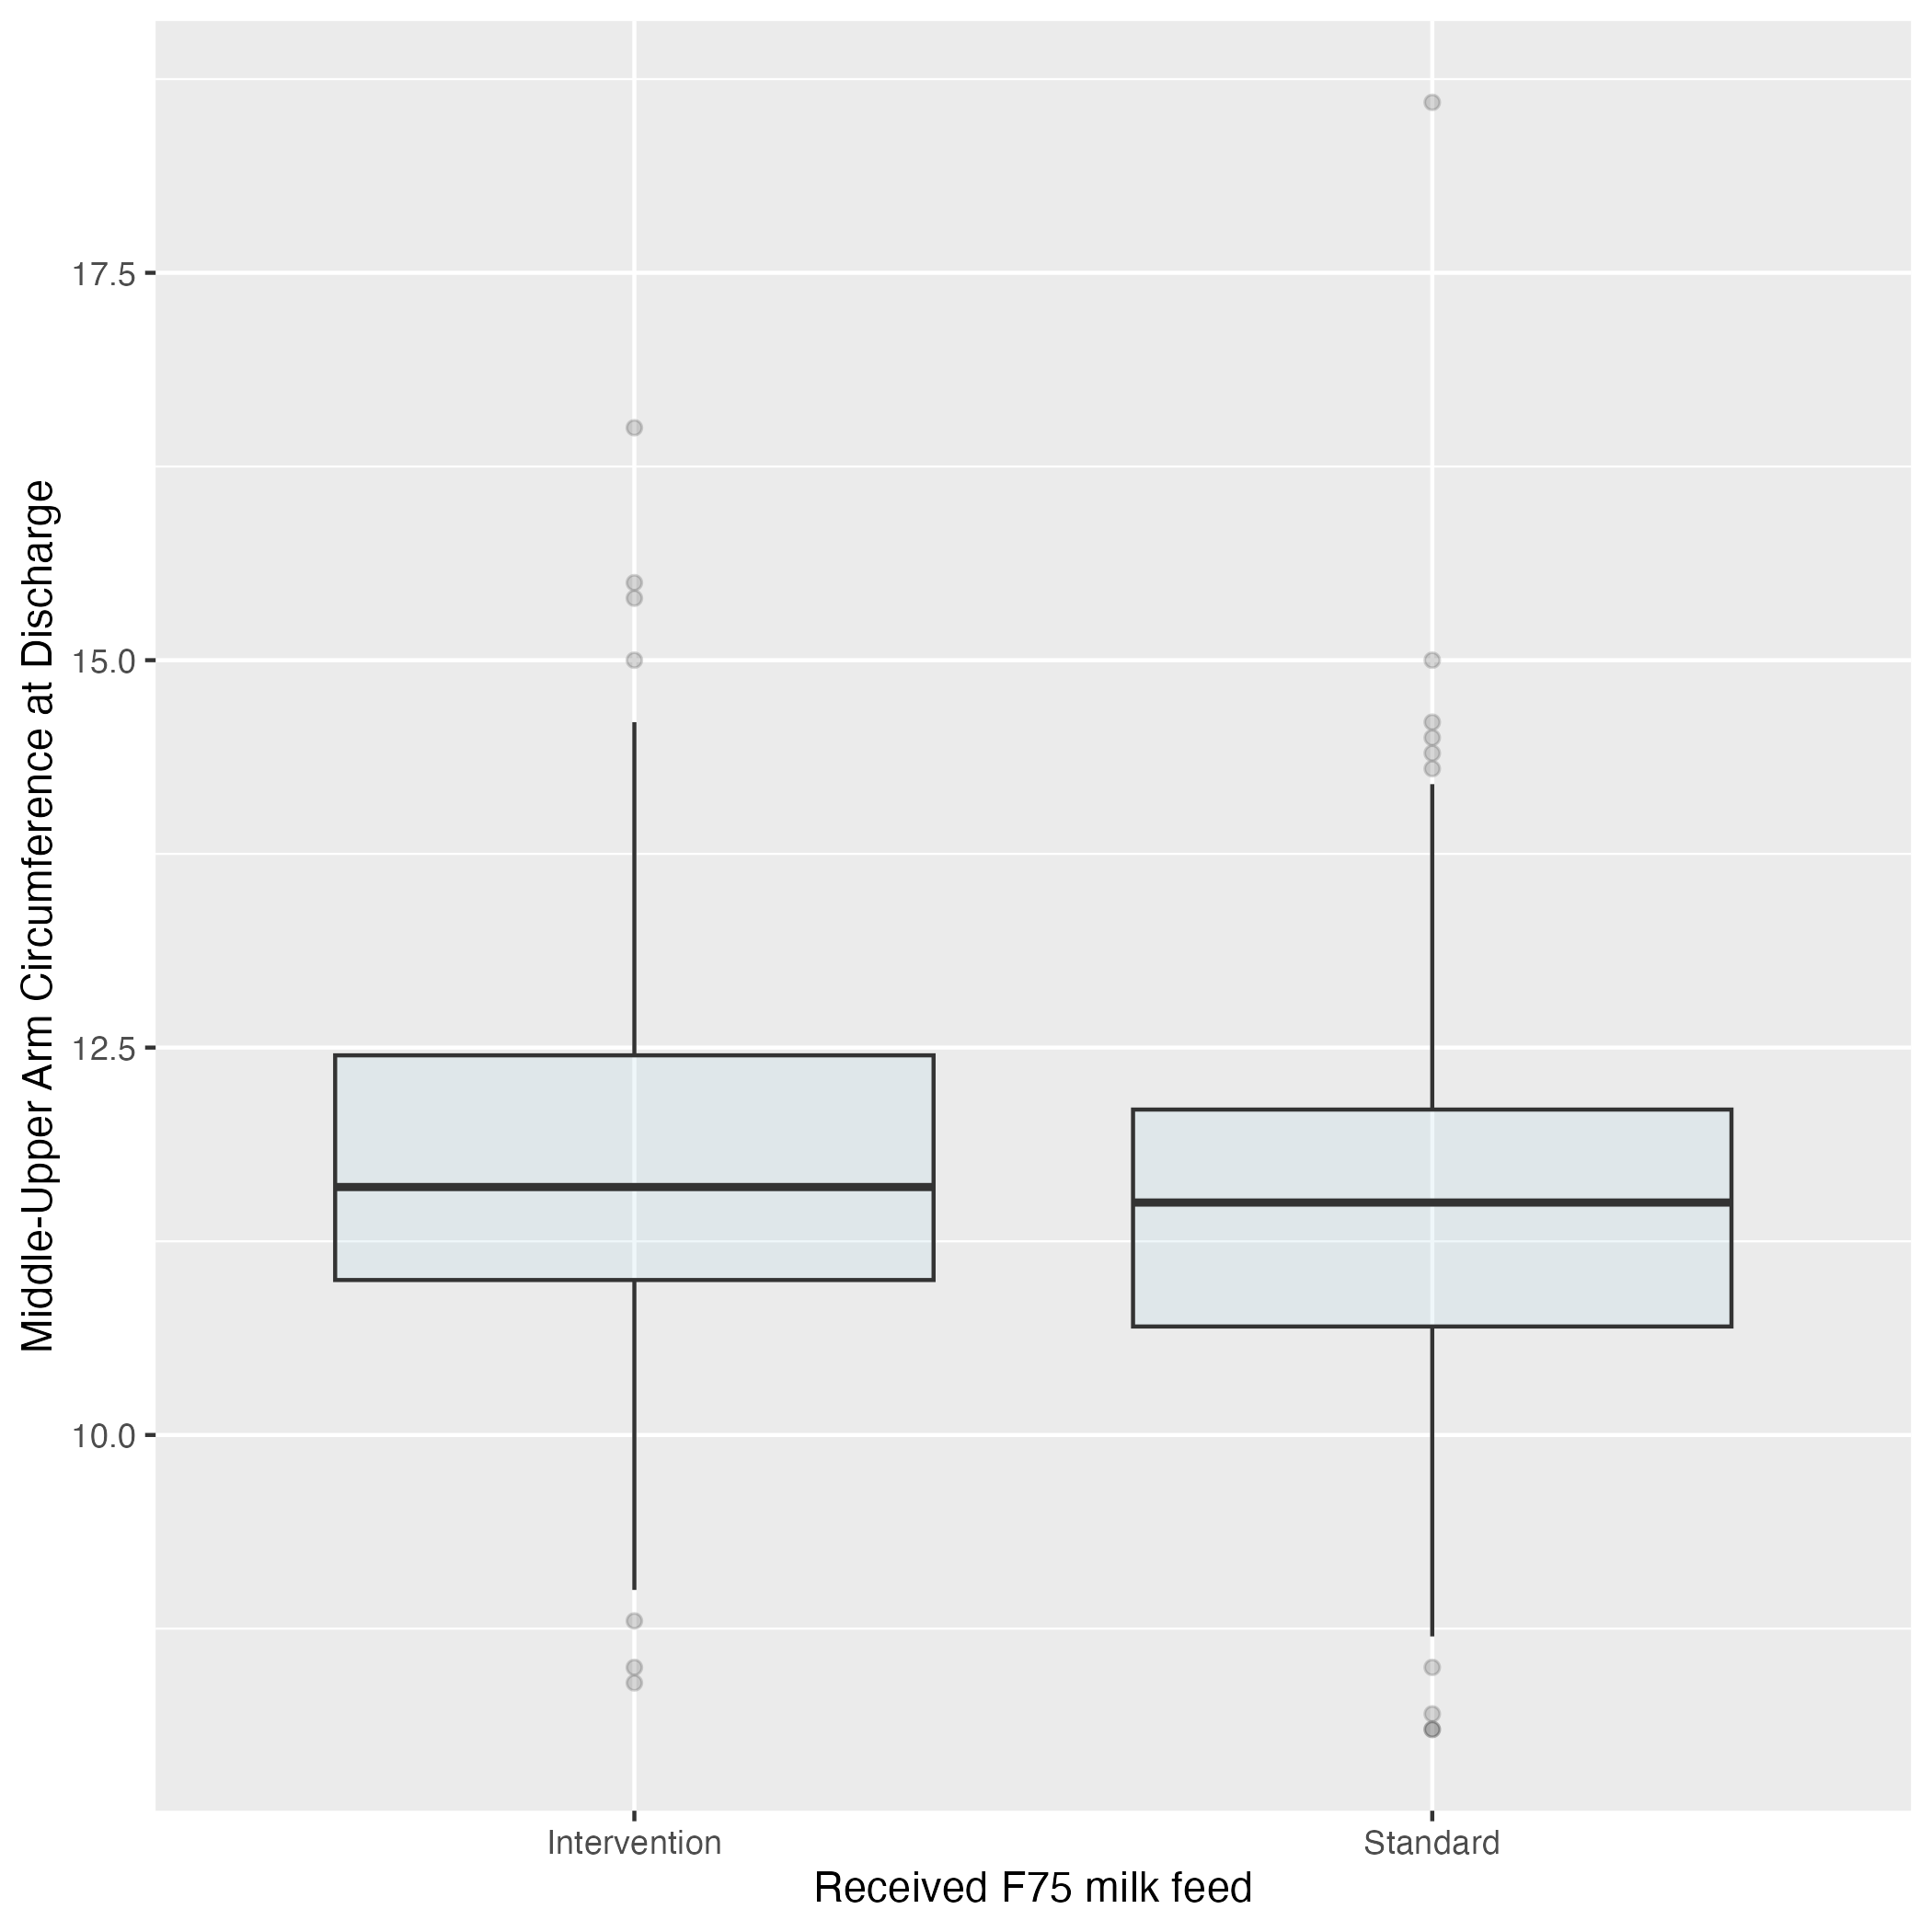 Middle-Upper Arm Circumference at Discharge
17.5
15.0
12.5
10.0
Intervention
Standard
Received F75 milk feed